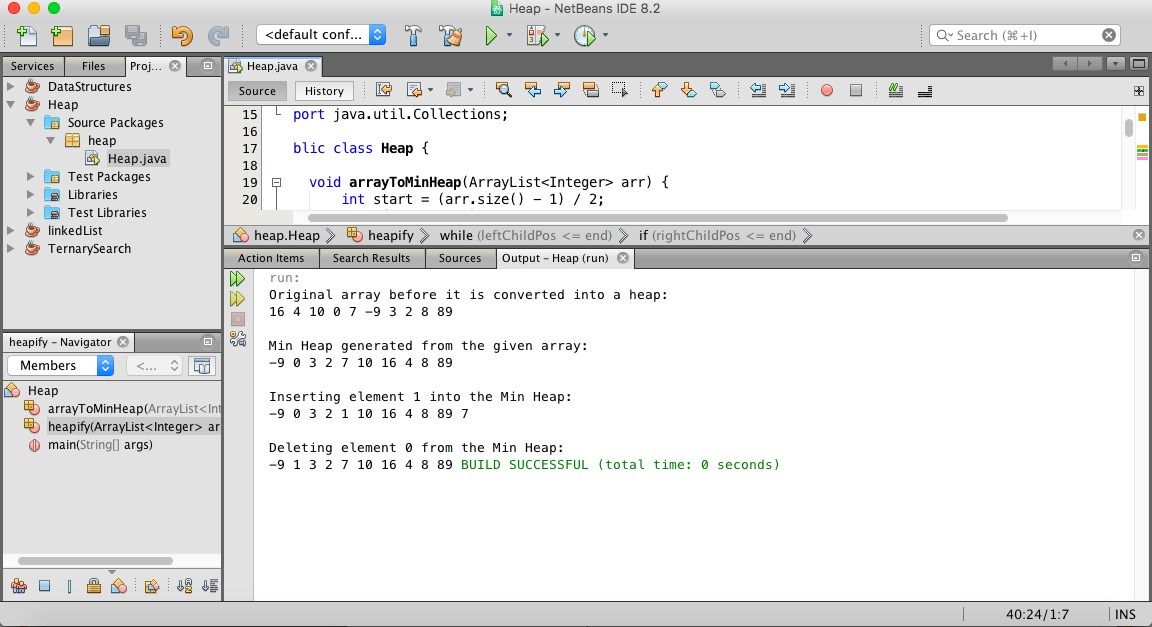 Heap - NetBeans IDE 8.2
<default conf...
Search (⌘+I)
Services Files Proj...
DataStructures
Heap
Source Packages
heap
Heap.java
Test Packages
Libraries
Test Libraries
linkedList
TernarySearch
Heap.java
Source History
15 port java.util.Collections;
16
17 blic class Heap {
18
19 void arrayToMinHeap(ArrayList<Integer> arr) {
20 int start = (arr.size() - 1) / 2;
heap.Heap heapify while (leftChildPos <= end) if (rightChildPos <= end)
Action Items Search Results Sources Output - Heap (run)
run:
Original array before it is converted into a heap:
16 4 10 0 7 -9 3 2 8 89
Min Heap generated from the given array:
-9 0 3 2 7 10 16 4 8 89
Inserting element 1 into the Min Heap:
-9 0 3 2 1 10 16 4 8 89 7
Deleting element 0 from the Min Heap:
-9 1 3 2 7 10 16 4 8 89 BUILD SUCCESSFUL (total time: 0 seconds)
heapify - Navigator
Members <...
Heap
arrayToMinHeap(ArrayList<Int
heapify(ArrayList<Integer> ar
main(String[] args)
40:24/1:7 INS